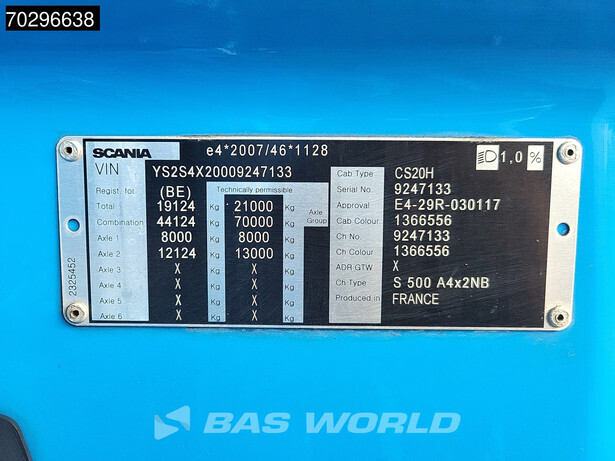 70296638
SCANIA e4*2007/46*1128
VIN YS2S4X20009247133
Regist. for (BE) Technically permissible
Total 19124 Kg 21000 Kg Axle Group
Combination 44124 Kg 70000 Kg
Axle 1 8000 Kg 8000 Kg
Axle 2 12124 Kg 13000 Kg
Axle 3 X Kg X Kg
Axle 4 X Kg X Kg
Axle 5 X Kg X Kg
Axle 6 X Kg X Kg
1,0 %
Cab Type CS20H
Serial No. 9247133
Approval E4-29R-030117
Cab Colour 1366556
Ch No. 9247133
Ch Colour 1366556
ADR GTW X
Ch Type S 500 A4x2NB
Produced in FRANCE
2325452
BAS WORLD